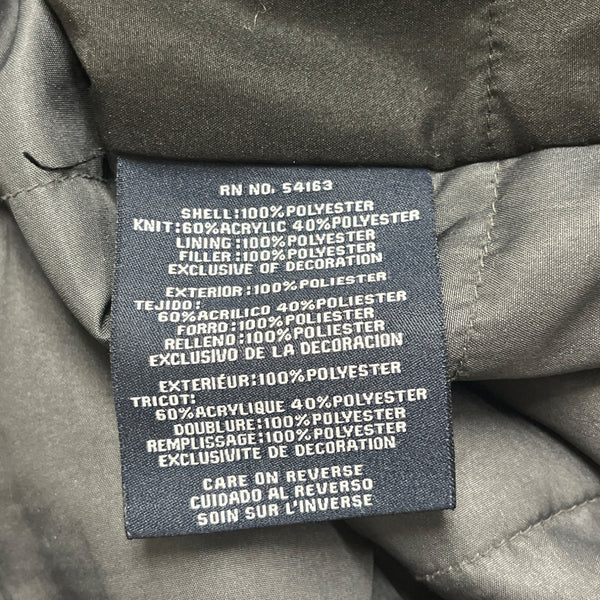 RN NO. 54163
SHELL:100%POLYESTER
KNIT:60%ACRYLIC 40%POLYESTER
LINING:100%POLYESTER
FILLER:100%POLYESTER
EXCLUSIVE OF DECORATION
EXTERIOR:100%POLIESTER
TEJIDO:
60%ACRILICO 40%POLIESTER
FORRO:100%POLIESTER
RELLENO:100%POLIESTER
EXCLUSIVO DE LA DECORACION
EXTERIÉUR:100%POLYESTER
TRICOT:
60%ACRYLIQUE 40%POLYESTER
DOUBLURE:100%POLYESTER
REMPLISSAGE:100%POLYESTER
EXCLUSIVITE DE DECORATION
CARE ON REVERSE
CUIDADO AL REVERSO
SOIN SUR L'INVERSE